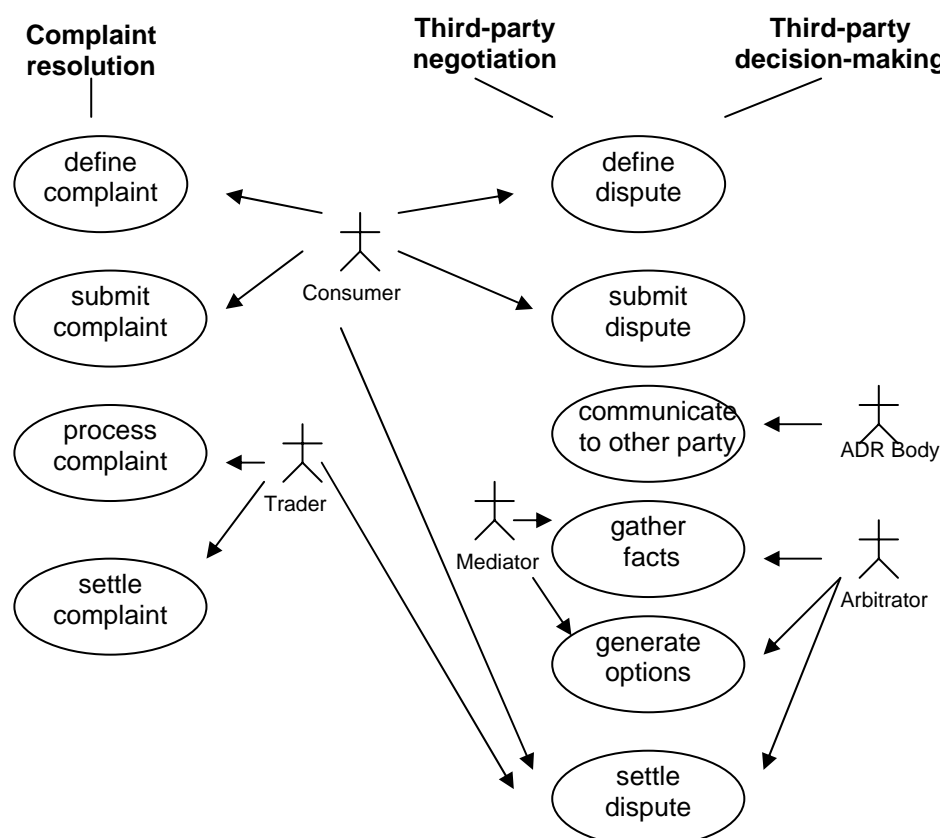 Complaint
resolution
Third-party
negotiation
Third-party
decision-making
define
complaint
define
dispute
Consumer
submit
complaint
submit
dispute
process
complaint
communicate
to other party
ADR Body
Trader
Mediator
gather
facts
Arbitrator
settle
complaint
generate
options
settle
dispute